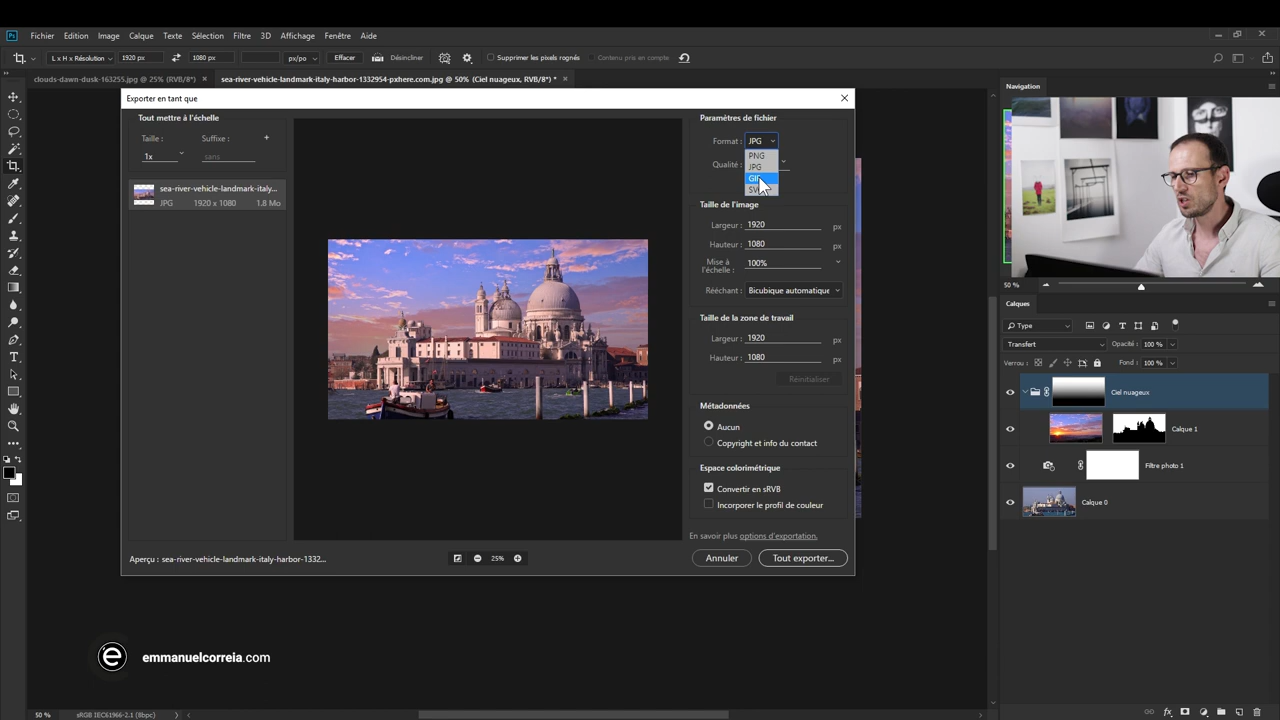 Ps Fichier Edition Image Calque Texte Sélection Filtre 3D Affichage Fenêtre Aide
L x H x Résolution 1920 px 1080 px px/po Effacer Désincliner Supprimer les pixels rognés Contenu pris en compte
clouds-dawn-dusk-163255.jpg @ 25% (RVB/8*) × sea-river-vehicle-landmark-italy-harbor-1332954-pxhere.com.jpg @ 50% (Ciel nuageux, RVB/8*) * ×
Exporter en tant que
Tout mettre à l'échelle
Taille : Suffixe : +
1x sans
sea-river-vehicle-landmark-italy...
JPG 1920 x 1080 1.8 Mo
Paramètres de fichier
Format : JPG
PNG
JPG
Qualité :
Taille de l'image
Largeur : 1920 px
Hauteur : 1080 px
Mise à l'échelle : 100%
Rééchant : Bicubique automatique
Taille de la zone de travail
Largeur : 1920 px
Hauteur : 1080 px
Réinitialiser
Métadonnées
Aucun
Copyright et info du contact
Espace colorimétrique
Convertir en sRVB
Incorporer le profil de couleur
En savoir plus options d'exportation.
Annuler Tout exporter...
Aperçu : sea-river-vehicle-landmark-italy-harbor-1332...
25%
Navigation
50 %
Calques
Type
Transfert Opacité : 100 %
Verrou : Fond : 100 %
Ciel nuageux
Calque 1
Filtre photo 1
Calque 0
e emmanuelcorreia.com
50 % sRGB IEC61966-2.1 (8bpc)